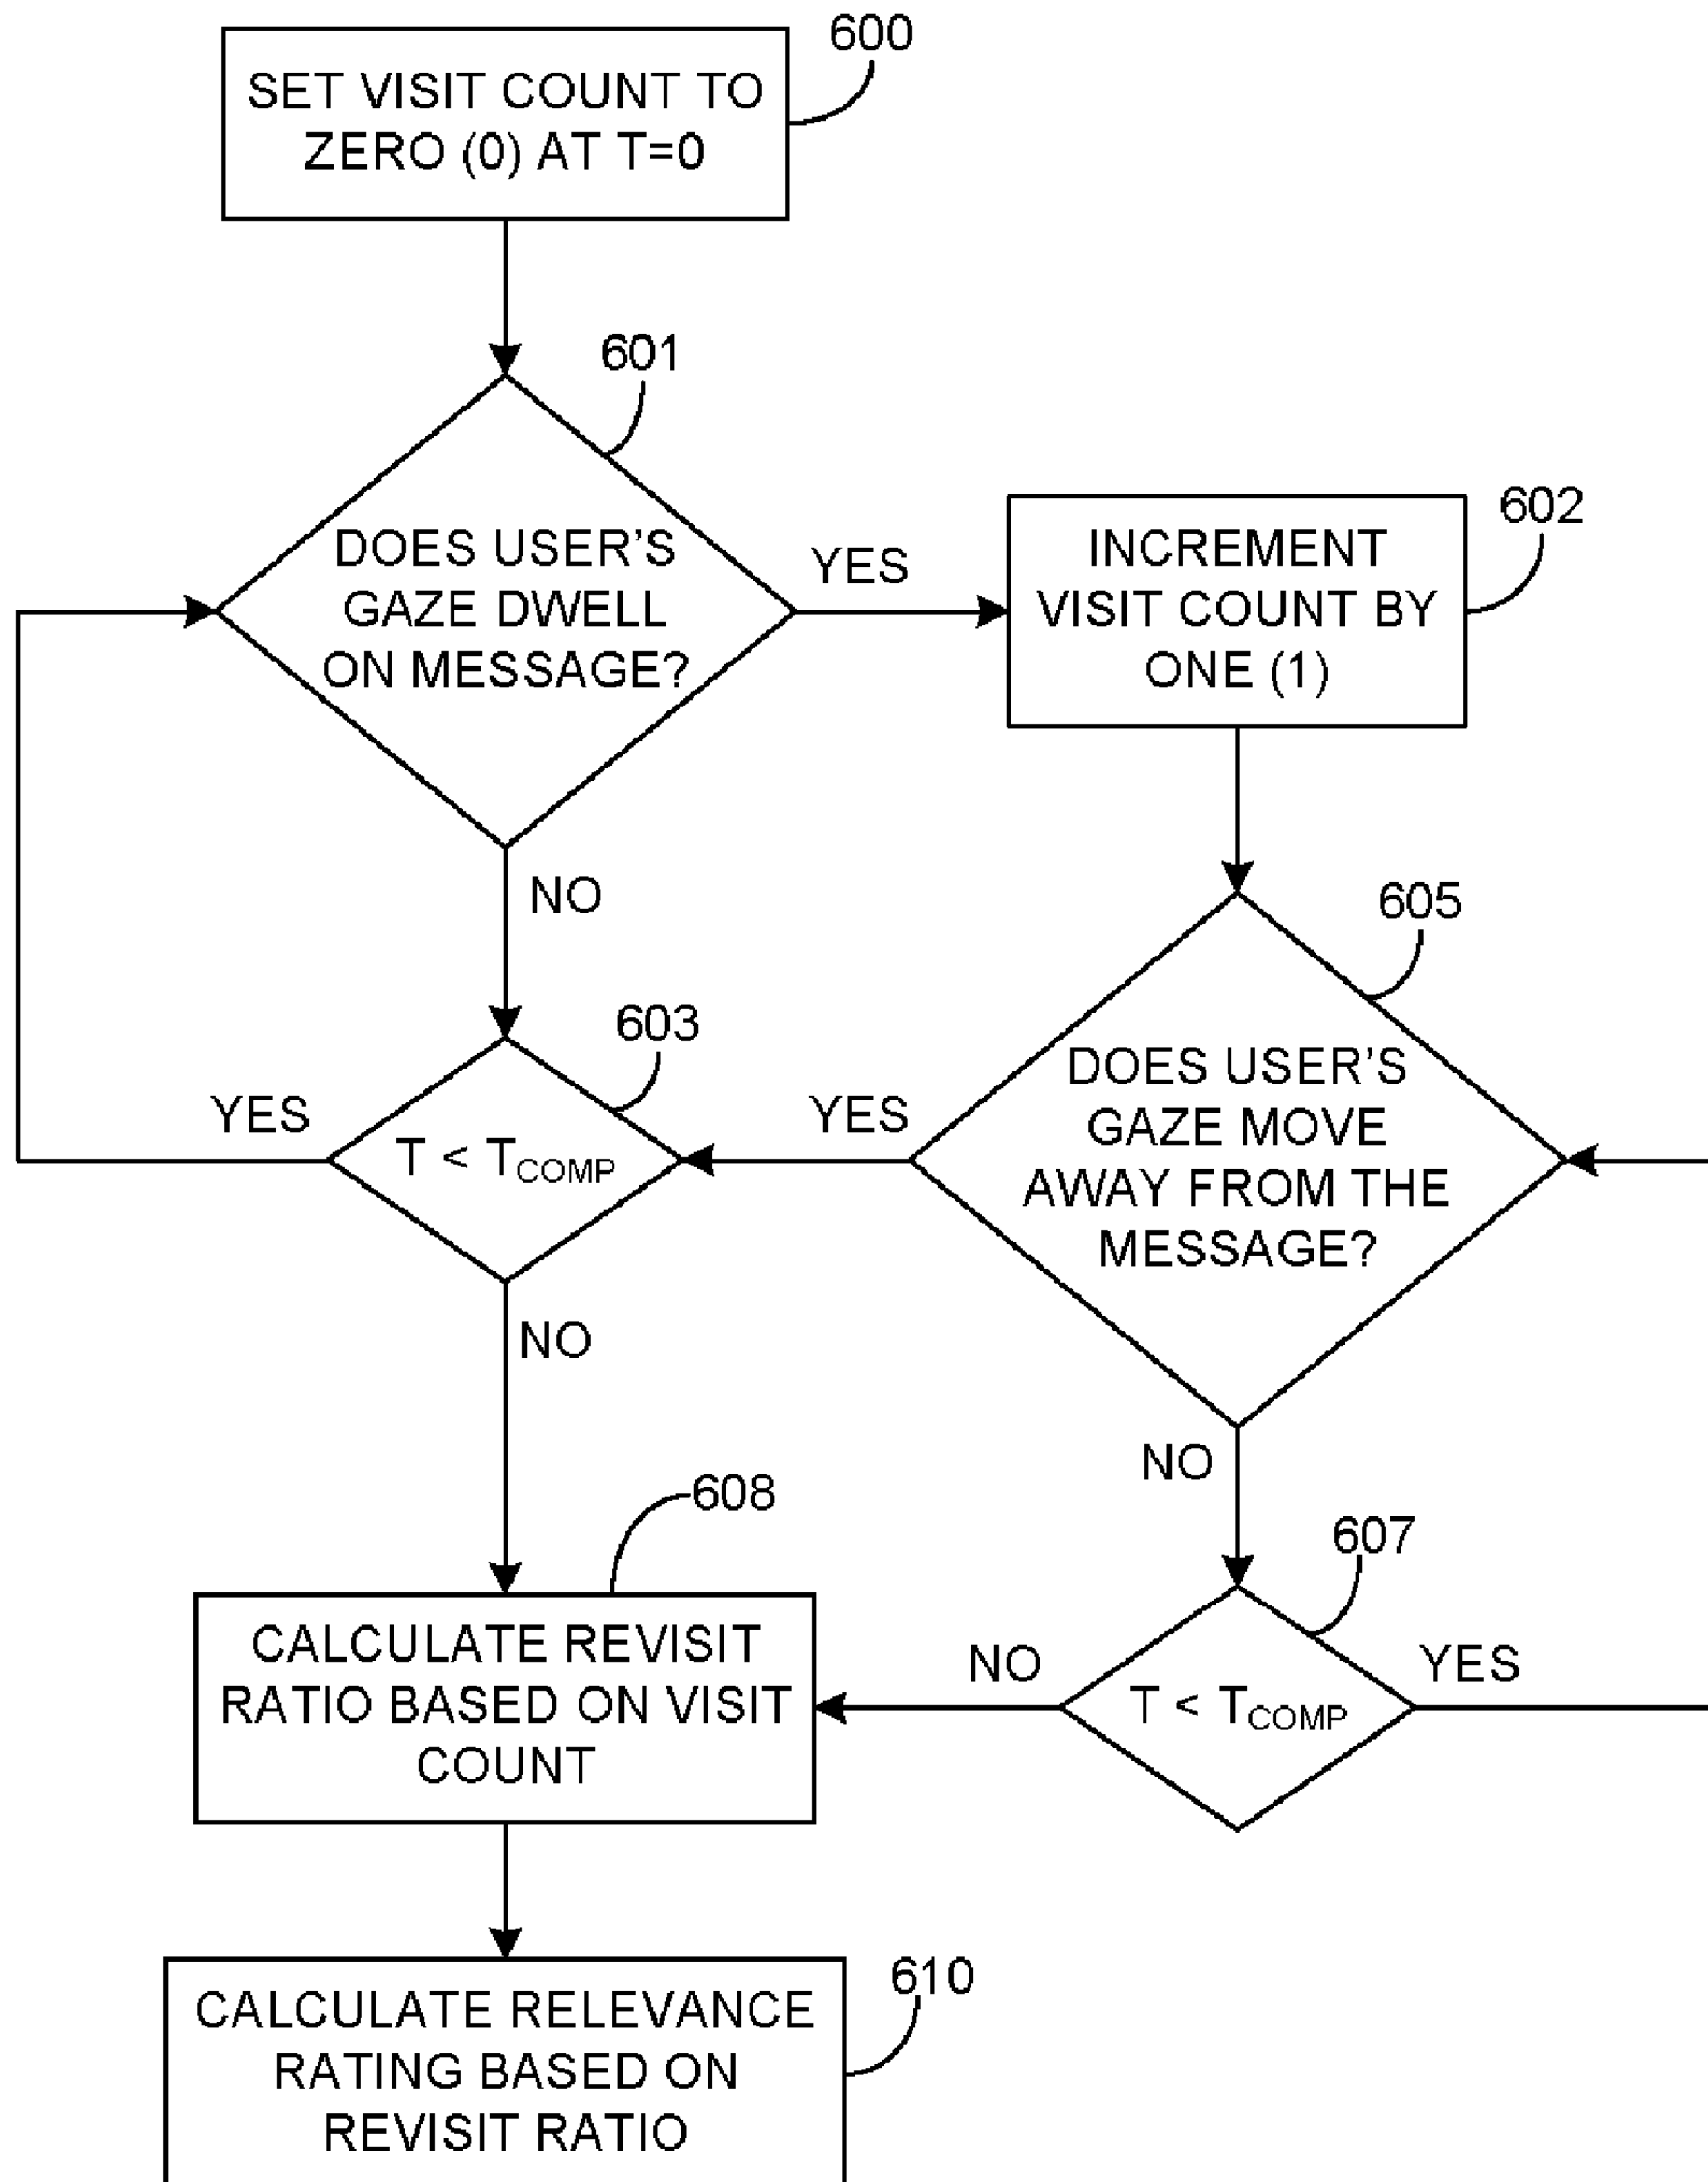 600
SET VISIT COUNT TO
ZERO (0) AT T=0
601
DOES USER'S
GAZE DWELL
ON MESSAGE?
YES
602
INCREMENT
VISIT COUNT BY
ONE (1)
NO
605
DOES USER'S
GAZE MOVE
AWAY FROM THE
MESSAGE?
603
YES
T < TCOMP
YES
NO
NO
608
CALCULATE REVISIT
RATIO BASED ON VISIT
COUNT
607
NO
T < TCOMP
YES
610
CALCULATE RELEVANCE
RATING BASED ON
REVISIT RATIO